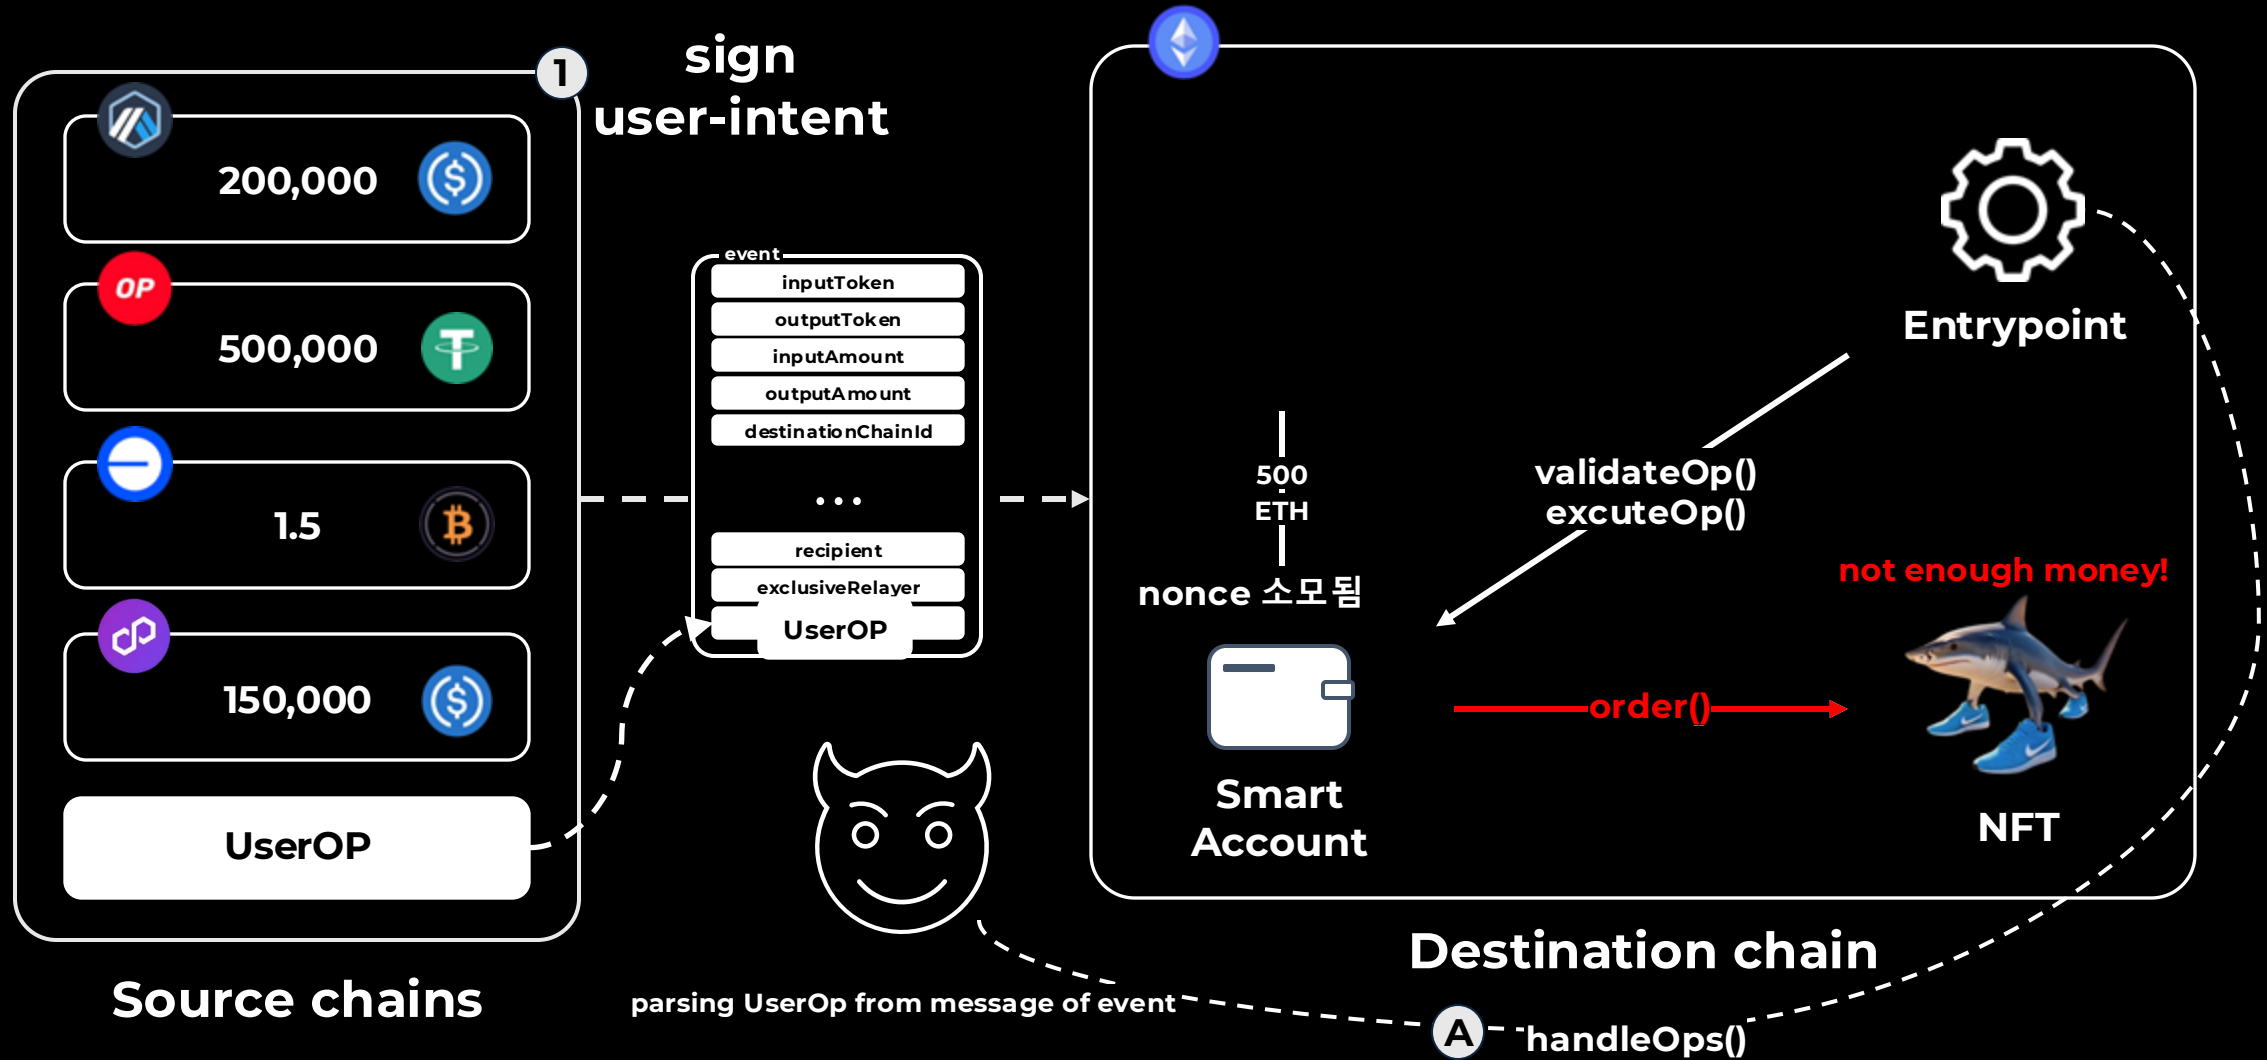 1
sign
user-intent
200,000
OP
500,000
1.5
150,000
UserOP
Source chains
event
inputToken
outputToken
inputAmount
outputAmount
destinationChainId
...
recipient
exclusiveRelayer
UserOP
parsing UserOp from message of event
A
handleOps()
Entrypoint
validateOp()
excuteOp()
500
ETH
nonce 소모됨
Smart
Account
order()
not enough money!
NFT
Destination chain